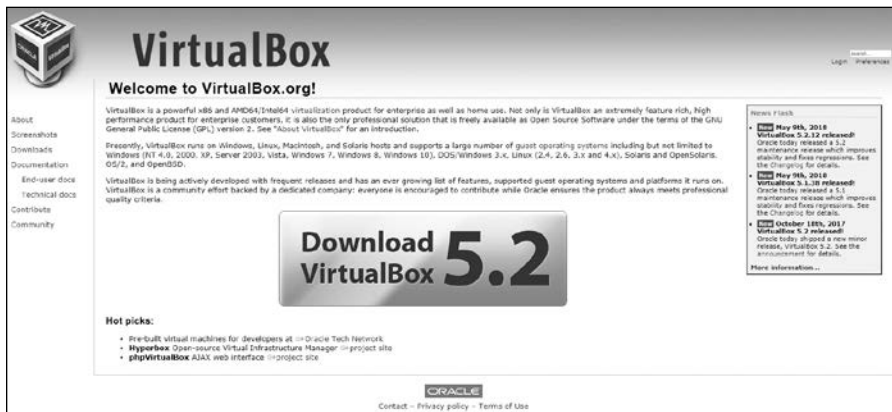 VirtualBox
search...
Login Preferences
Welcome to VirtualBox.org!
About
Screenshots
Downloads
Documentation
End-user docs
Technical docs
Contribute
Community
VirtualBox is a powerful x86 and AMD64/Intel64 virtualization product for enterprise as well as home use. Not only is VirtualBox an extremely feature rich, high
performance product for enterprise customers, it is also the only professional solution that is freely available as Open Source Software under the terms of the GNU
General Public License (GPL) version 2. See "About VirtualBox" for an introduction.
Presently, VirtualBox runs on Windows, Linux, Macintosh, and Solaris hosts and supports a large number of guest operating systems including but not limited to
Windows (NT 4.0, 2000, XP, Server 2003, Vista, Windows 7, Windows 8, Windows 10), DOS/Windows 3.x, Linux (2.4, 2.6, 3.x and 4.x), Solaris and OpenSolaris,
OS/2, and OpenBSD.
VirtualBox is being actively developed with frequent releases and has an ever growing list of features, supported guest operating systems and platforms it runs on.
VirtualBox is a community effort backed by a dedicated company: everyone is encouraged to contribute while Oracle ensures the product always meets professional
quality criteria.
Download
VirtualBox 5.2
Hot picks:
• Pre-built virtual machines for developers at Oracle Tech Network
• Hyperbox Open-source Virtual Infrastructure Manager project site
• phpVirtualBox AJAX web interface project site
News Flash
• New May 9th, 2018
VirtualBox 5.2.12 released!
Oracle today released a 5.2
maintenance release which improves
stability and fixes regressions. See
the Changelog for details.
• New May 9th, 2018
VirtualBox 5.1.38 released!
Oracle today released a 5.1
maintenance release which improves
stability and fixes regressions. See
the Changelog for details.
• New October 18th, 2017
VirtualBox 5.2 released!
Oracle today shipped a new minor
release, VirtualBox 5.2. See the
announcement for details.
More information...
ORACLE
Contact – Privacy policy – Terms of Use